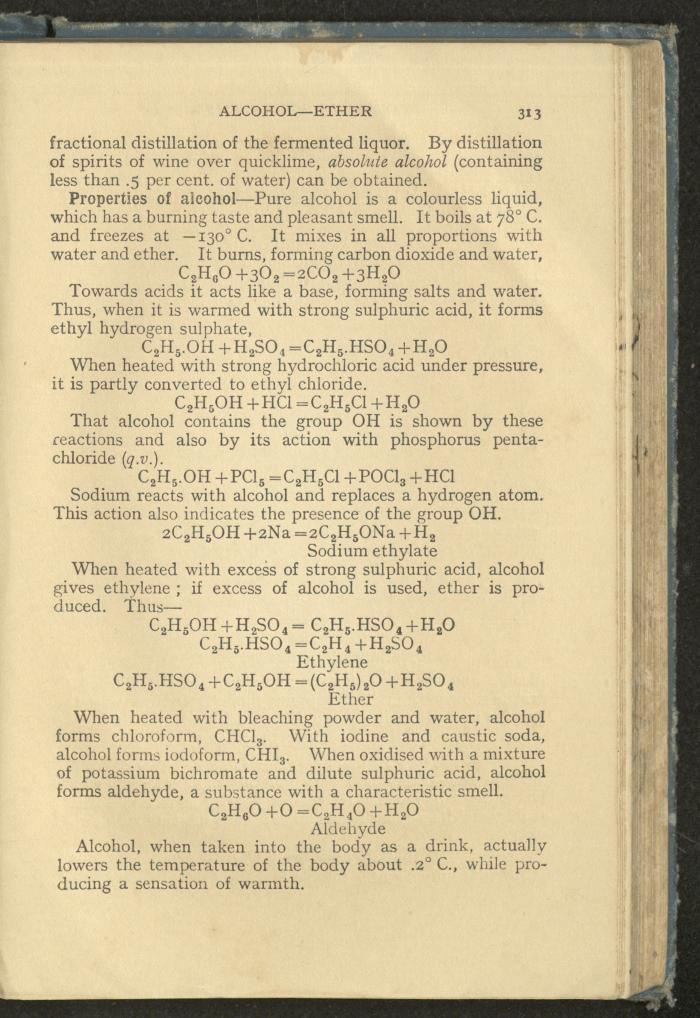 ALCOHOL—ETHER 313
fractional distillation of the fermented liquor. By distillation
of spirits of wine over quicklime, absolute alcohol (containing
less than .5 per cent. of water) can be obtained.
Properties of alcohol—Pure alcohol is a colourless liquid,
which has a burning taste and pleasant smell. It boils at 78° C.
and freezes at −130° C. It mixes in all proportions with
water and ether. It burns, forming carbon dioxide and water,
C₂H₆O+3O₂=2CO₂+3H₂O
Towards acids it acts like a base, forming salts and water.
Thus, when it is warmed with strong sulphuric acid, it forms
ethyl hydrogen sulphate,
C₂H₅.OH+H₂SO₄=C₂H₅.HSO₄+H₂O
When heated with strong hydrochloric acid under pressure,
it is partly converted to ethyl chloride.
C₂H₅OH+HCl=C₂H₅Cl+H₂O
That alcohol contains the group OH is shown by these
reactions and also by its action with phosphorus penta-
chloride (q.v.).
C₂H₅.OH+PCl₅=C₂H₅Cl+POCl₃+HCl
Sodium reacts with alcohol and replaces a hydrogen atom.
This action also indicates the presence of the group OH.
2C₂H₅OH+2Na=2C₂H₅ONa+H₂
Sodium ethylate
When heated with excess of strong sulphuric acid, alcohol
gives ethylene; if excess of alcohol is used, ether is pro-
duced. Thus—
C₂H₅OH+H₂SO₄= C₂H₅.HSO₄+H₂O
C₂H₅.HSO₄=C₂H₄+H₂SO₄
Ethylene
C₂H₅.HSO₄+C₂H₅OH=(C₂H₅)₂O+H₂SO₄
Ether
When heated with bleaching powder and water, alcohol
forms chloroform, CHCl₃. With iodine and caustic soda,
alcohol forms iodoform, CHI₃. When oxidised with a mixture
of potassium bichromate and dilute sulphuric acid, alcohol
forms aldehyde, a substance with a characteristic smell.
C₂H₆O+O=C₂H₄O+H₂O
Aldehyde
Alcohol, when taken into the body as a drink, actually
lowers the temperature of the body about .2° C., while pro-
ducing a sensation of warmth.